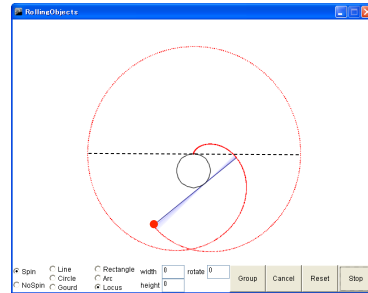 RollingObjects
Spin Line Rectangle width 0 rotate 0
Circle Arc Group Cancel Reset Stop
NoSpin Gourd Locus height 0